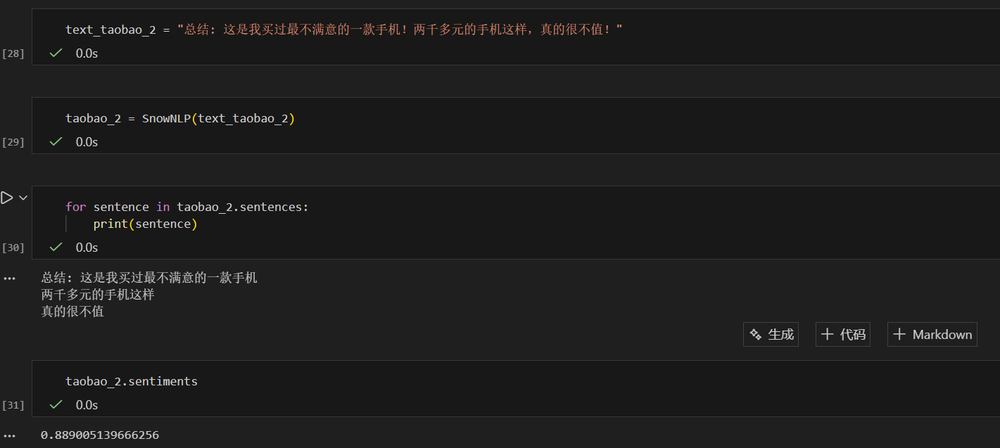 text_taobao_2 = "总结: 这是我买过最不满意的一款手机! 两千多元的手机这样, 真的很不值! "
[28] 0.0s
taobao_2 = SnowNLP(text_taobao_2)
[29] 0.0s
for sentence in taobao_2.sentences:
print(sentence)
[30] 0.0s
总结: 这是我买过最不满意的一款手机
两千多元的手机这样
真的很不值
生成 代码 Markdown
taobao_2.sentiments
[31] 0.0s
0.889005139666256